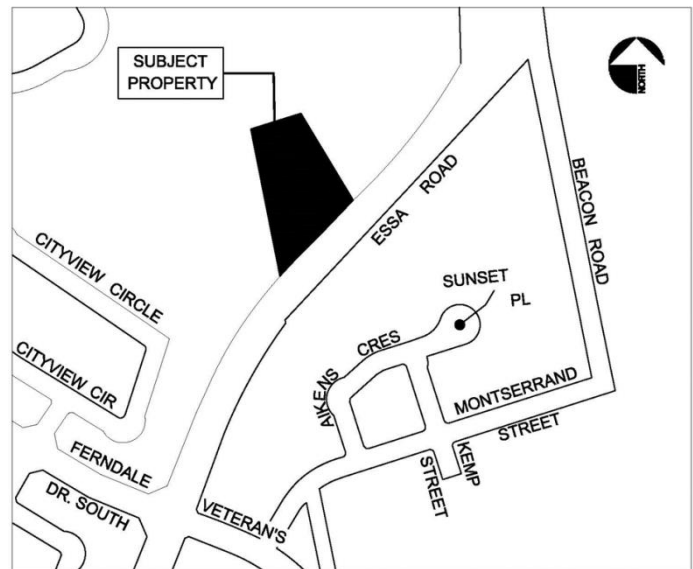 SUBJECT
PROPERTY
NORTH
ESSA ROAD
BEACON ROAD
CITYVIEW CIRCLE
SUNSET
PL
CITYVIEW CIR
AIKENS CRES
MONTSERRAND
STREET
KEMP
STREET
FERNDALE
DR. SOUTH
VETERAN'S